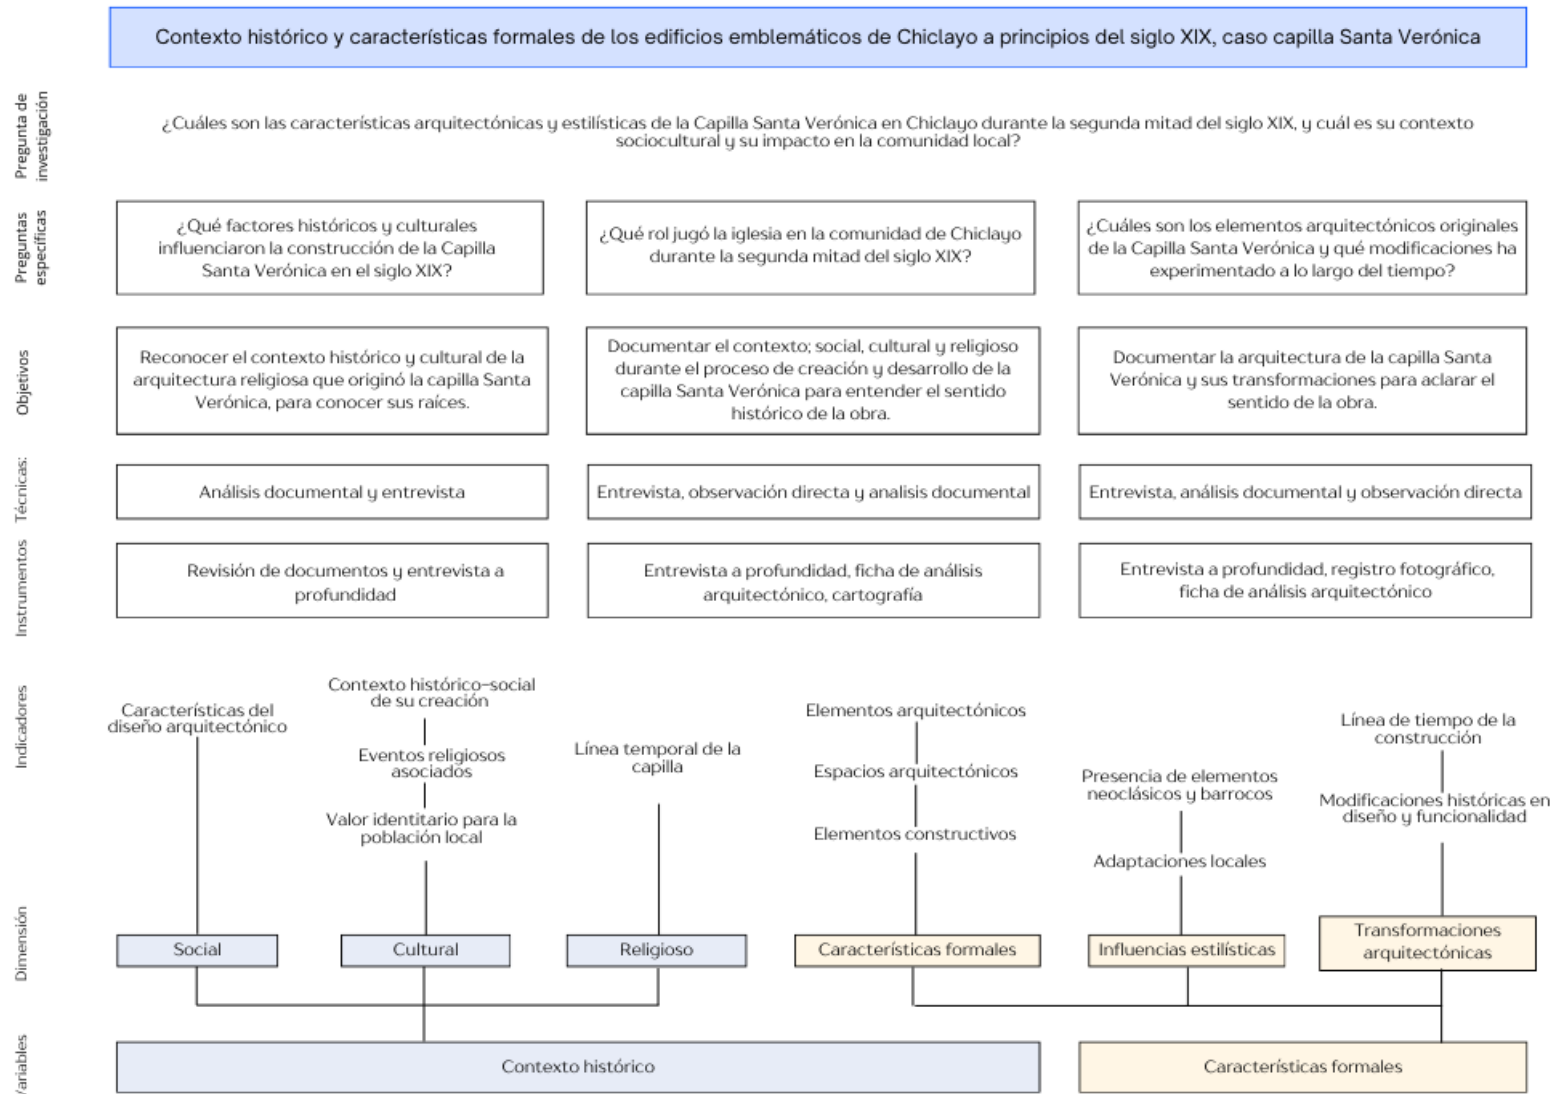 Contexto histórico y características formales de los edificios emblemáticos de Chiclayo a principios del siglo XIX, caso capilla Santa Verónica
Pregunta de
investigación
¿Cuáles son las características arquitectónicas y estilísticas de la Capilla Santa Verónica en Chiclayo durante la segunda mitad del siglo XIX, y cuál es su contexto
sociocultural y su impacto en la comunidad local?
Preguntas
específicas
¿Qué factores históricos y culturales
influenciaron la construcción de la Capilla
Santa Verónica en el siglo XIX?
¿Qué rol jugó la iglesia en la comunidad de Chiclayo
durante la segunda mitad del siglo XIX?
¿Cuáles son los elementos arquitectónicos originales
de la Capilla Santa Verónica y qué modificaciones ha
experimentado a lo largo del tiempo?
Objetivos
Reconocer el contexto histórico y cultural de la
arquitectura religiosa que originó la capilla Santa
Verónica, para conocer sus raíces.
Documentar el contexto; social, cultural y religioso
durante el proceso de creación y desarrollo de la
capilla Santa Verónica para entender el sentido
histórico de la obra.
Documentar la arquitectura de la capilla Santa
Verónica y sus transformaciones para aclarar el
sentido de la obra.
Técnicas:
Análisis documental y entrevista
Entrevista, observación directa y analisis documental
Entrevista, análisis documental y observación directa
Instrumentos
Revisión de documentos y entrevista a
profundidad
Entrevista a profundidad, ficha de análisis
arquitectónico, cartografía
Entrevista a profundidad, registro fotográfico,
ficha de análisis arquitectónico
Indicadores
Características del
diseño arquitectónico
Contexto histórico-social
de su creación
Eventos religiosos
asociados
Valor identitario para la
población local
Línea temporal de la
capilla
Elementos arquitectónicos
Espacios arquitectónicos
Elementos constructivos
Presencia de elementos
neoclásicos y barrocos
Adaptaciones locales
Línea de tiempo de la
construcción
Modificaciones históricas en
diseño y funcionalidad
Dimensión
Social
Cultural
Religioso
Características formales
Influencias estilísticas
Transformaciones
arquitectónicas
Variables
Contexto histórico
Características formales